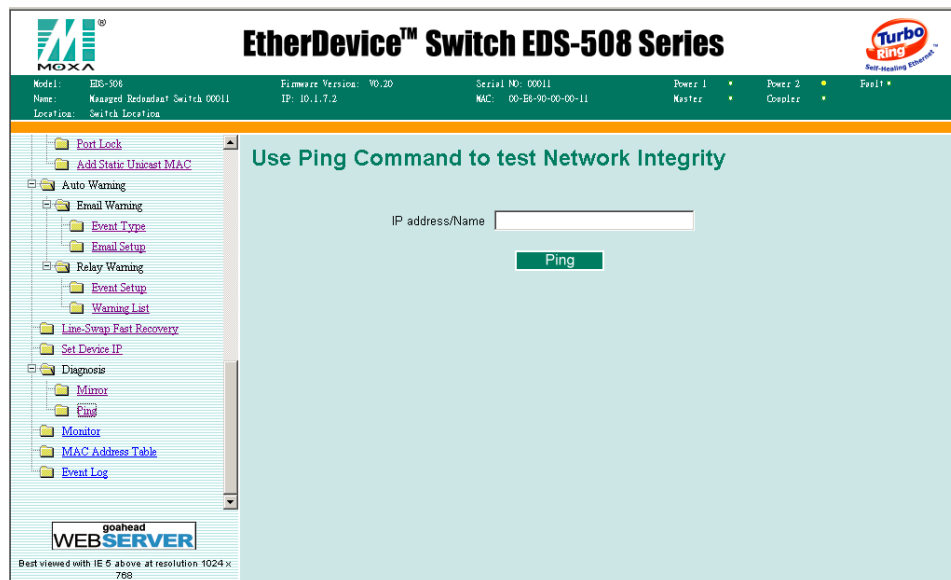 MOXA ®
EtherDevice™ Switch EDS-508 Series
Turbo Ring
Self-Healing Ethernet™
Model: EDS-508 Firmware Version: V0.20 Serial NO: 00011 Power 1 Power 2 Fault
Name: Managed Redundant Switch 00011 IP: 10.1.7.2 MAC: 00-E8-90-00-00-11 Master Coupler
Location: Switch Location
Port Lock
Add Static Unicast MAC
Auto Warning
Email Warning
Event Type
Email Setup
Relay Warning
Event Setup
Warning List
Line-Swap Fast Recovery
Set Device IP
Diagnosis
Mirror
Ping
Monitor
MAC Address Table
Event Log
goahead
WEBSERVER
Best viewed with IE 5 above at resolution 1024 x
768
Use Ping Command to test Network Integrity
IP address/Name
Ping